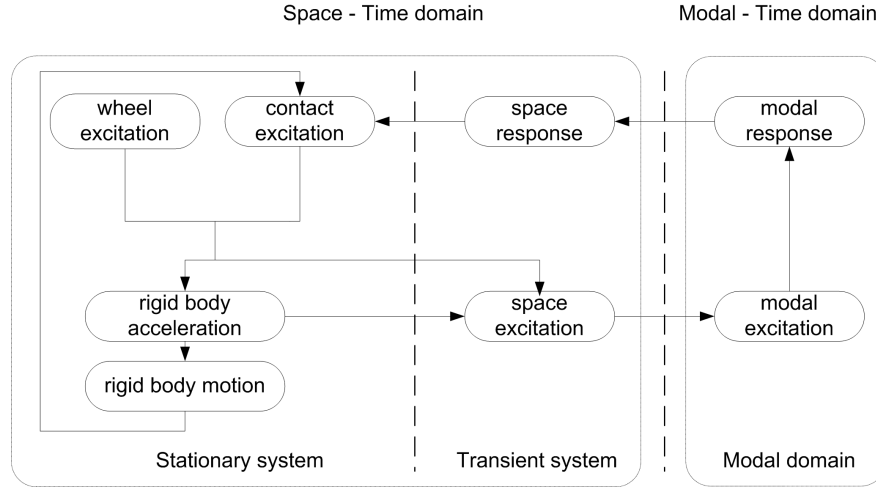 Space - Time domain
Modal - Time domain
wheel
excitation
contact
excitation
space
response
modal
response
rigid body
acceleration
space
excitation
modal
excitation
rigid body motion
Stationary system
Transient system
Modal domain